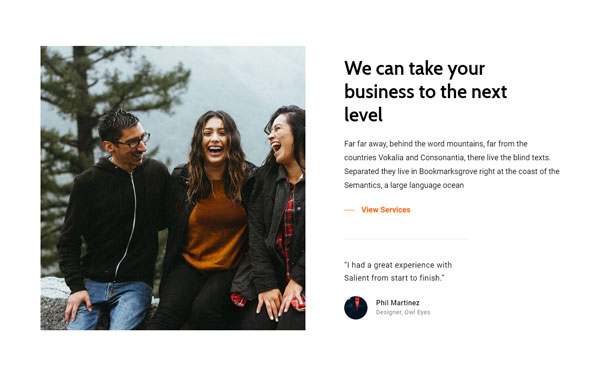 We can take your
business to the next
level
Far far away, behind the word mountains, far from the
countries Vokalia and Consonantia, there live the blind texts.
Separated they live in Bookmarksgrove right at the coast of the
Semantics, a large language ocean
View Services
“I had a great experience with
Salient from start to finish.”
Phil Martinez
Designer, Owl Eyes